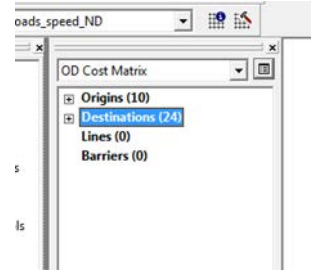 oads_speed_ND
OD Cost Matrix
Origins (10)
Destinations (24)
Lines (0)
Barriers (0)
s
ls